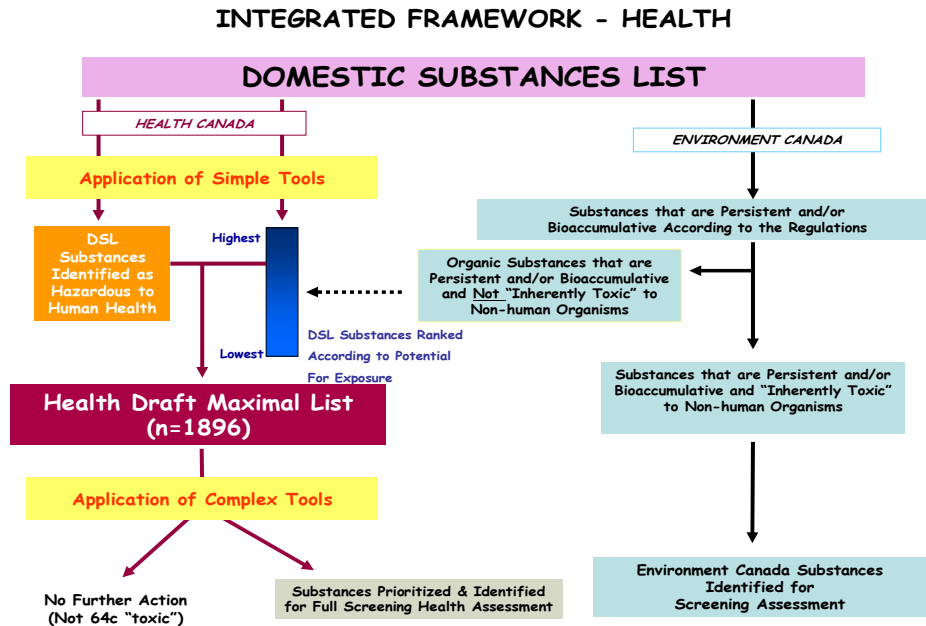 INTEGRATED FRAMEWORK - HEALTH
DOMESTIC SUBSTANCES LIST
HEALTH CANADA
ENVIRONMENT CANADA
Application of Simple Tools
DSL
Substances
Identified as
Hazardous to
Human Health
Highest
Lowest
DSL Substances Ranked
According to Potential
For Exposure
Substances that are Persistent and/or
Bioaccumulative According to the Regulations
Organic Substances that are
Persistent and/or Bioaccumulative
and Not "Inherently Toxic" to
Non-human Organisms
Substances that are Persistent and/or
Bioaccumulative and "Inherently Toxic"
to Non-human Organisms
Health Draft Maximal List
(n=1896)
Application of Complex Tools
No Further Action
(Not 64c "toxic")
Substances Prioritized & Identified
for Full Screening Health Assessment
Environment Canada Substances
Identified for
Screening Assessment